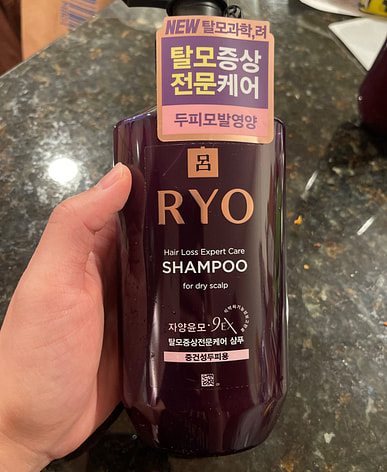 NEW 탈모과학,려
탈모증상
전문케어
두피모발영양
呂
RYO
Hair Loss Expert Care
SHAMPOO
for dry scalp
자양윤모·9EX
탈모증상전문케어 샴푸
중건성두피용